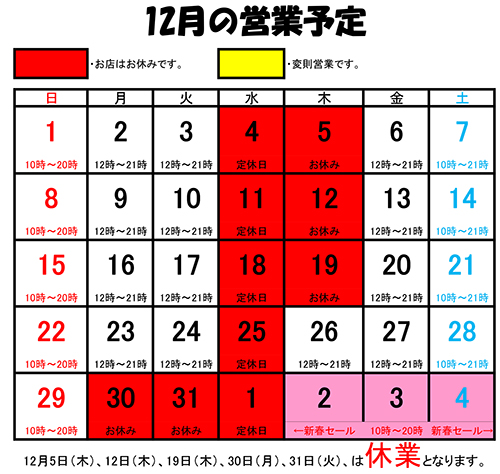 12月の営業予定
・お店はお休みです。 ・変則営業です。
日 月 火 水 木 金 土
1 2 3 4 5 6 7
10時～20時 12時～21時 12時～21時 定休日 お休み 12時～21時 10時～21時
8 9 10 11 12 13 14
10時～20時 12時～21時 12時～21時 定休日 お休み 12時～21時 10時～21時
15 16 17 18 19 20 21
10時～20時 12時～21時 12時～21時 定休日 お休み 12時～21時 10時～21時
22 23 24 25 26 27 28
10時～20時 12時～21時 12時～21時 定休日 12時～21時 12時～21時 10時～21時
29 30 31 1 2 3 4
10時～20時 お休み お休み 定休日 ←新春セール 10時～20時 新春セール→
12月5日(木)、12日(木)、19日(木)、30日(月)、31日(火)、は休業となります。